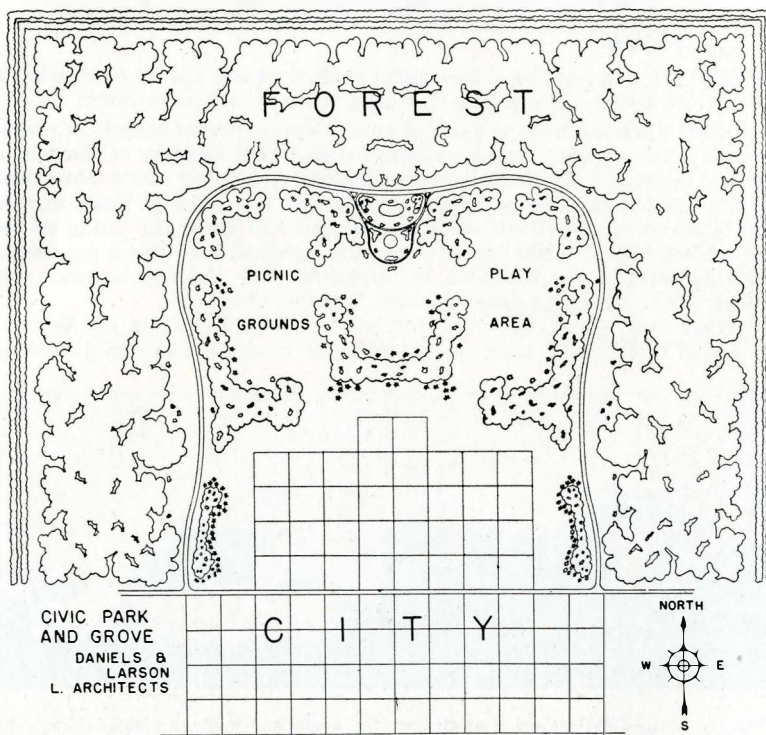 FOREST
PICNIC
GROUNDS
PLAY
AREA
CITY
CIVIC PARK
AND GROVE
DANIELS &
LARSON
L. ARCHITECTS
NORTH
W
E
S